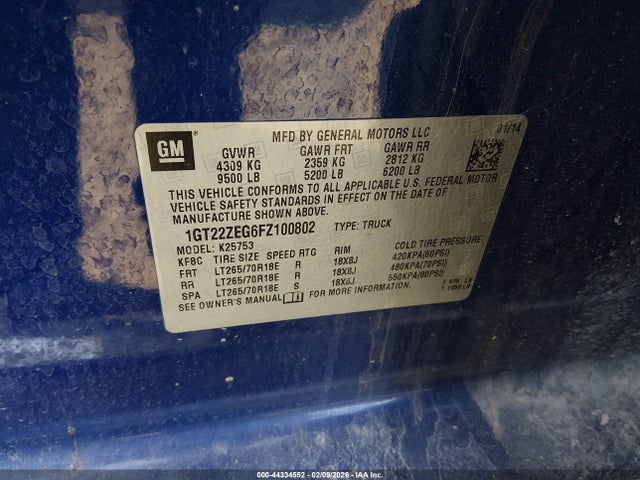 GM
MFD BY GENERAL MOTORS LLC 01/14
GVWR GAWR FRT GAWR RR
4309 KG 2359 KG 2812 KG
9500 LB 5200 LB 6200 LB
THIS VEHICLE CONFORMS TO ALL APPLICABLE U.S. FEDERAL MOTOR
VEHICLE SAFETY STANDARDS IN EFFECT ON THE DATE OF
MANUFACTURE SHOWN ABOVE.
1GT22ZEG6FZ100802 TYPE: TRUCK
MODEL: K25753
KF8C TIRE SIZE SPEED RTG RIM COLD TIRE PRESSURE
FRT LT265/70R18E R 18X8J 420KPA(60PSI)
RR LT265/70R18E R 18X8J 480KPA(70PSI)
SPA LT265/70R18E S 18X8J 550KPA(80PSI)
SEE OWNER'S MANUAL FOR MORE INFORMATION.
000-44334552 - 02/09/2026 - © IAA Inc.